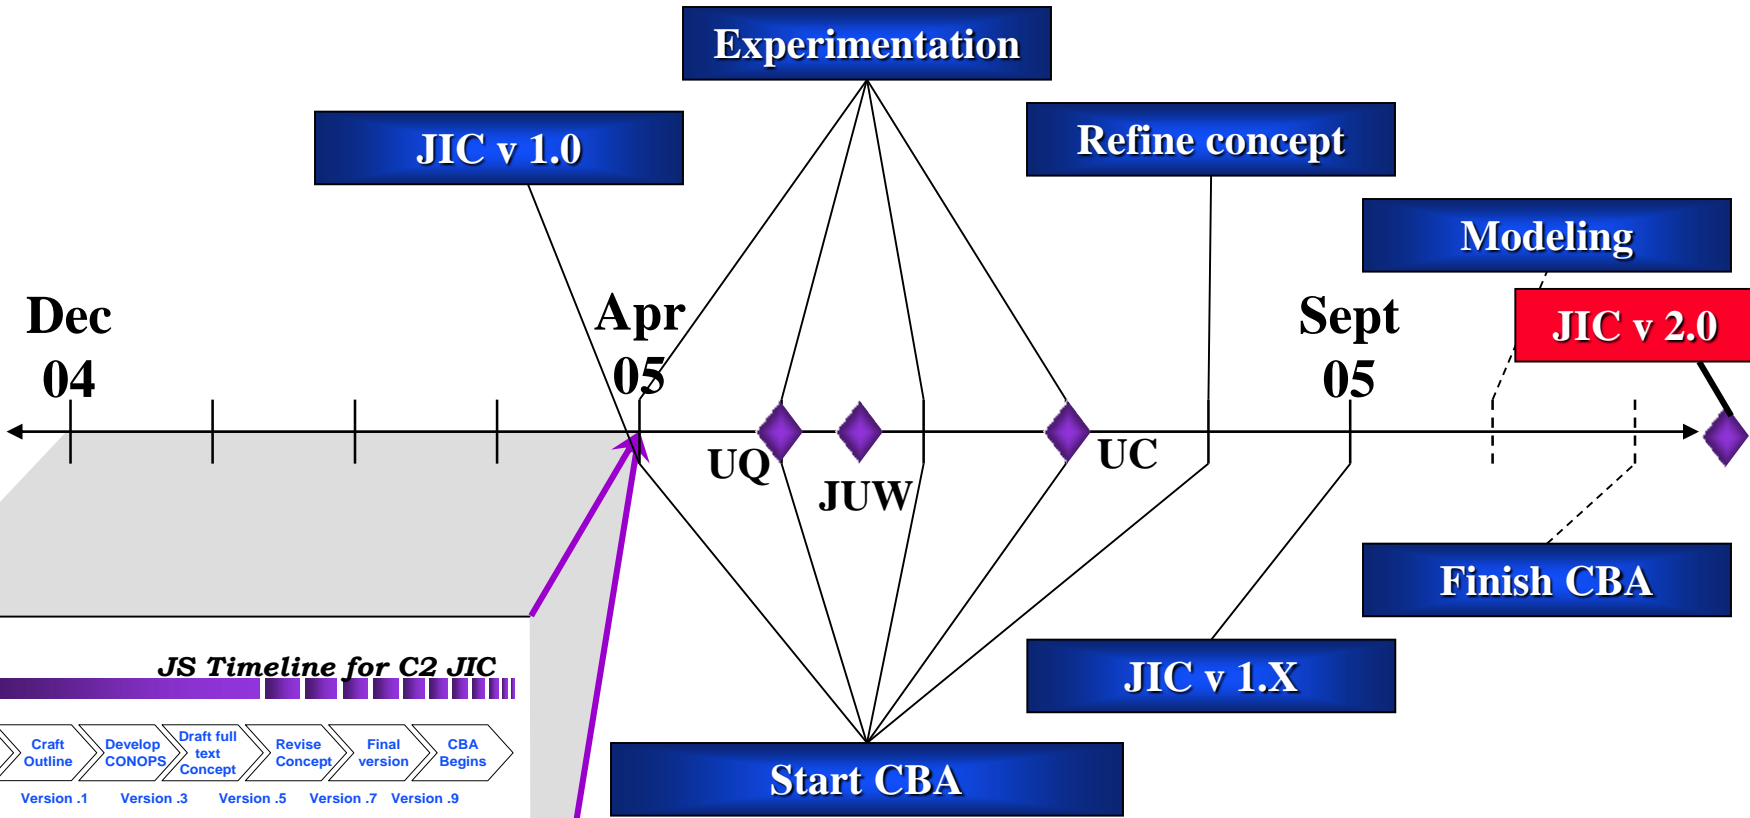 Experimentation
JIC v 1.0
Refine concept
Modeling
Dec
04
Apr
05
Sept
05
JIC v 2.0
UQ
JUW
UC
Finish CBA
JIC v 1.X
Start CBA
JS Timeline for C2 JIC
Craft
Outline
Develop
CONOPS
Draft full
text
Concept
Revise
Concept
Final
version
CBA
Begins
Version .1
Version .3
Version .5
Version .7
Version .9